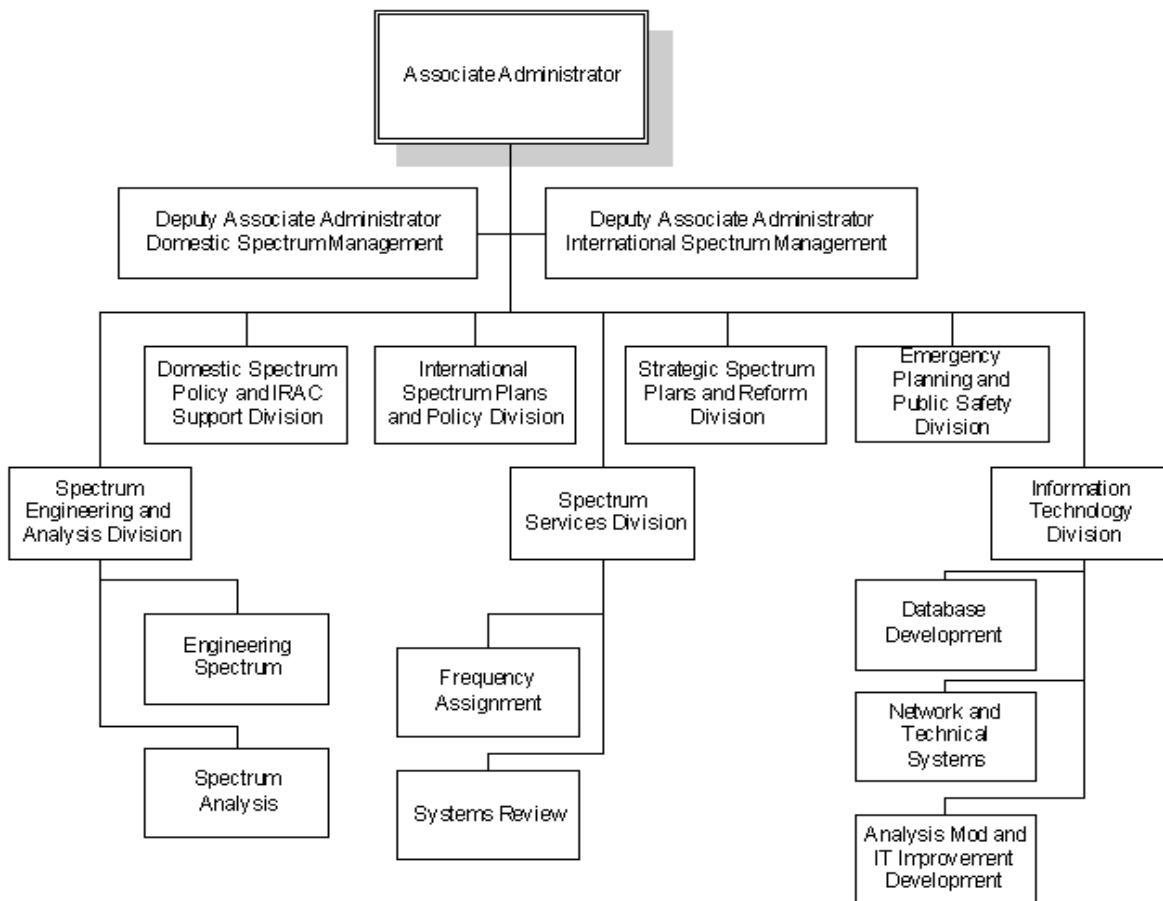 Associate Administrator
Deputy Associate Administrator
Domestic Spectrum Management
Deputy Associate Administrator
International Spectrum Management
Domestic Spectrum
Policy and IRAC
Support Division
International
Spectrum Plans
and Policy Division
Strategic Spectrum
Plans and Reform
Division
Emergency
Planning and
Public Safety
Division
Spectrum
Engineering and
Analysis Division
Spectrum
Services Division
Information
Technology
Division
Engineering
Spectrum
Spectrum
Analysis
Frequency
Assignment
Systems Review
Database
Development
Network and
Technical
Systems
Analysis Mod and
IT Improvement
Development